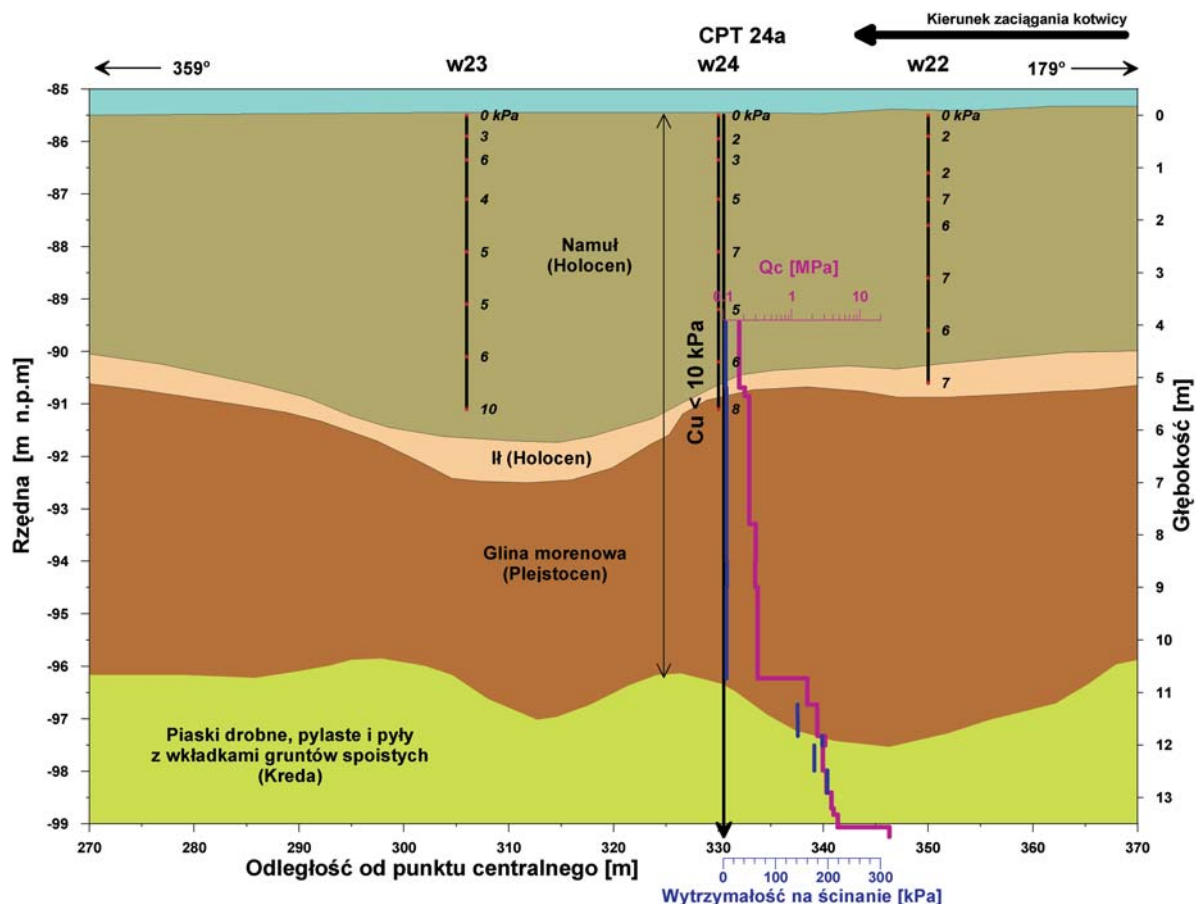 Kierunek zaciągania kotwicy
CPT 24a
359º
w23
w24
w22
179º
-85
-86
-87
-88
-89
-90
-91
-92
-93
-94
-95
-96
-97
-98
-99
Rzędna [m n.p.m]
0 kPa
3
6
4
5
5
6
10
0 kPa
2
3
5
7
5
6
8
0 kPa
2
2
7
6
7
6
7
Namuł
(Holocen)
Qc [MPa]
0.1
1
10
Cu < 10 kPa
Ił (Holocen)
Glina morenowa
(Plejstocen)
Piaski drobne, pylaste i pyły
z wkładkami gruntów spoistych
(Kreda)
0
1
2
3
4
5
6
7
8
9
10
11
12
13
Głębokość [m]
270
280
290
300
310
320
330
340
350
360
370
Odległość od punktu centralnego [m]
0
100
200
300
Wytrzymałość na ścinanie [kPa]